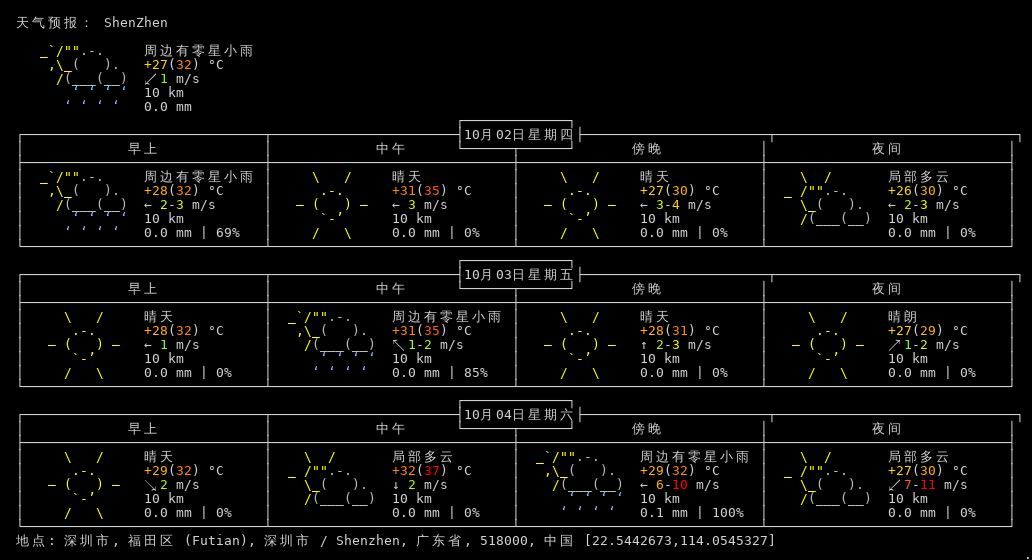 天气预报： ShenZhen
周边有零星小雨
+27(32) °C
↙1 m/s
10 km
0.0 mm
10月02日星期四
早上 中午 傍晚 夜间
周边有零星小雨 晴天 晴天 局部多云
+28(32) °C +31(35) °C +27(30) °C +26(30) °C
← 2-3 m/s ← 3 m/s ← 3-4 m/s ← 2-3 m/s
10 km 10 km 10 km 10 km
0.0 mm | 69% 0.0 mm | 0% 0.0 mm | 0% 0.0 mm | 0%
10月03日星期五
早上 中午 傍晚 夜间
晴天 周边有零星小雨 晴天 晴朗
+28(32) °C +31(35) °C +28(31) °C +27(29) °C
← 1 m/s ↖1-2 m/s ↑ 2-3 m/s ↗1-2 m/s
10 km 10 km 10 km 10 km
0.0 mm | 0% 0.0 mm | 85% 0.0 mm | 0% 0.0 mm | 0%
10月04日星期六
早上 中午 傍晚 夜间
晴天 局部多云 周边有零星小雨 局部多云
+29(32) °C +32(37) °C +29(32) °C +27(30) °C
↘2 m/s ↓ 2 m/s ← 6-10 m/s ↙7-11 m/s
10 km 10 km 10 km 10 km
0.0 mm | 0% 0.0 mm | 0% 0.1 mm | 100% 0.0 mm | 0%
地点: 深圳市, 福田区 (Futian), 深圳市 / Shenzhen, 广东省, 518000, 中国 [22.5442673,114.0545327]